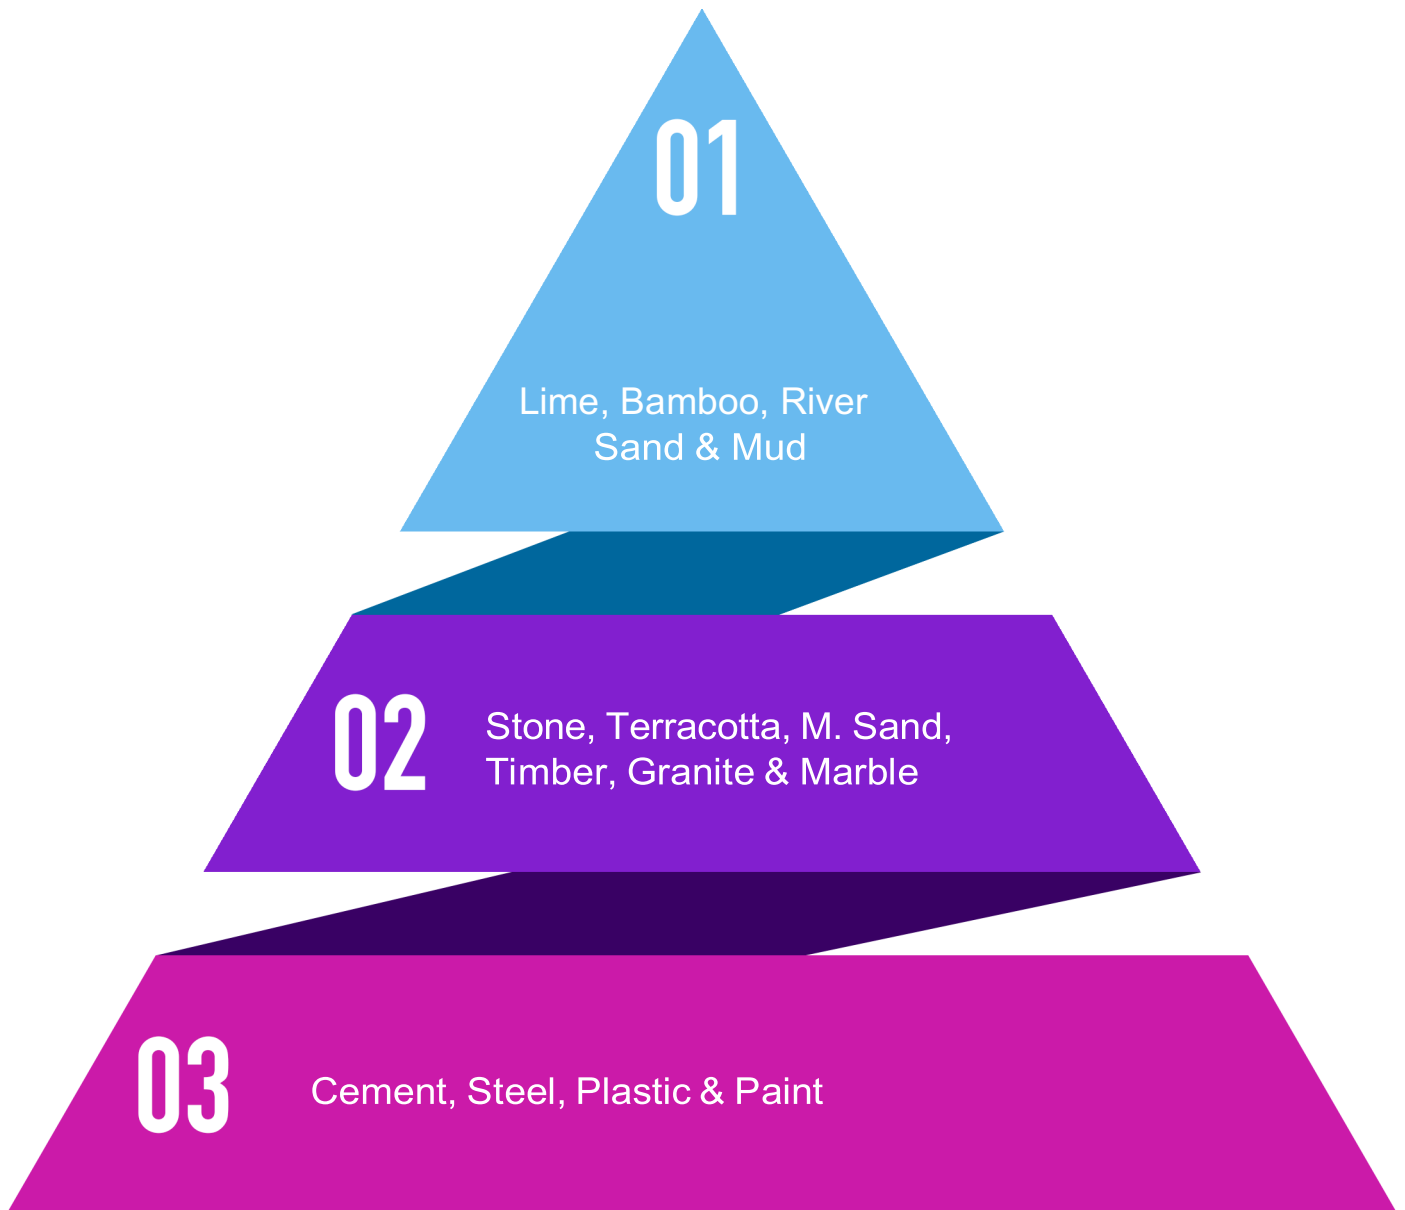 01
Lime, Bamboo, River
Sand & Mud
02
Stone, Terracotta, M. Sand,
Timber, Granite & Marble
03
Cement, Steel, Plastic & Paint